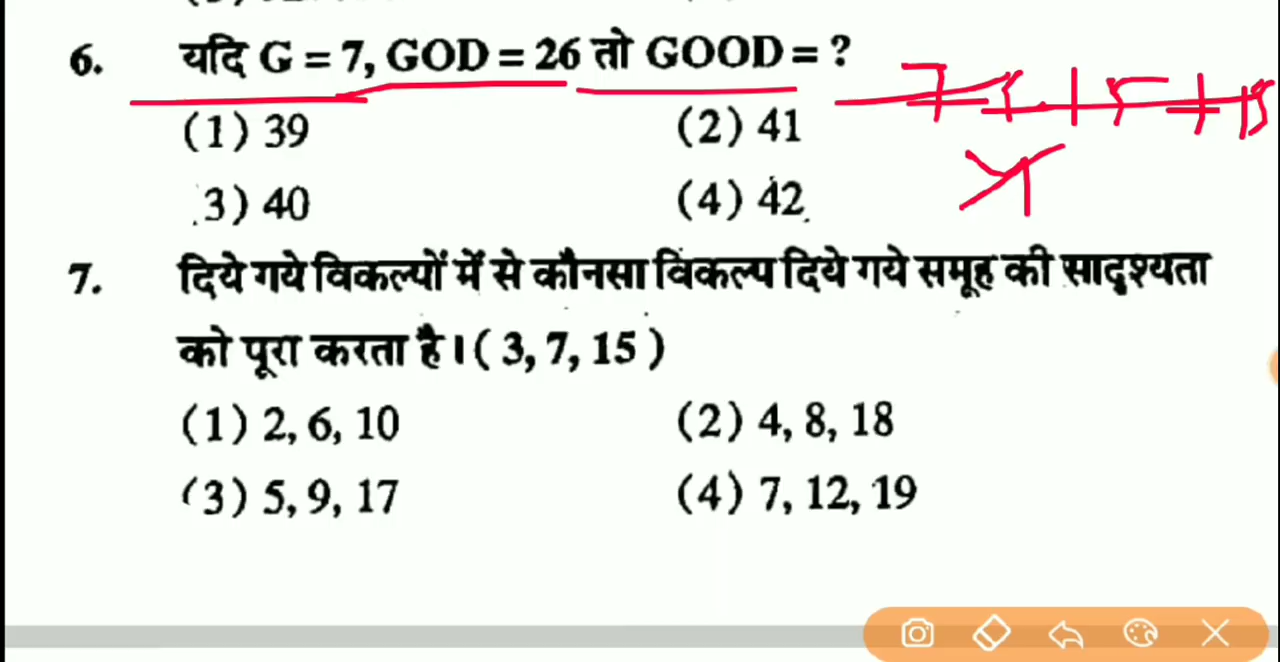 6. यदि G = 7, GOD = 26 तो GOOD = ?
(1) 39 (2) 41
3) 40 (4) 42
7. दिये गये विकल्पों में से कौनसा विकल्प दिये गये समूह की सादृश्यता
को पूरा करता है। ( 3, 7, 15 )
(1) 2, 6, 10 (2) 4, 8, 18
(3) 5, 9, 17 (4) 7, 12, 19